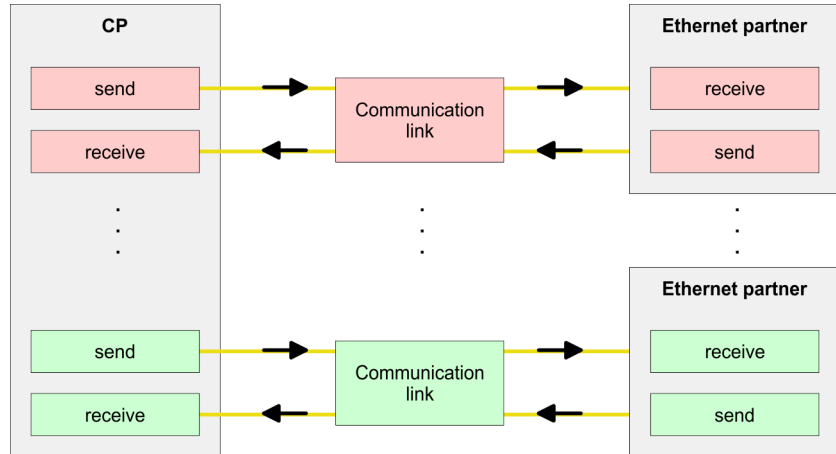 CP
Ethernet partner
send
receive
Communication
link
receive
send
Ethernet partner
send
receive
Communication
link
receive
send